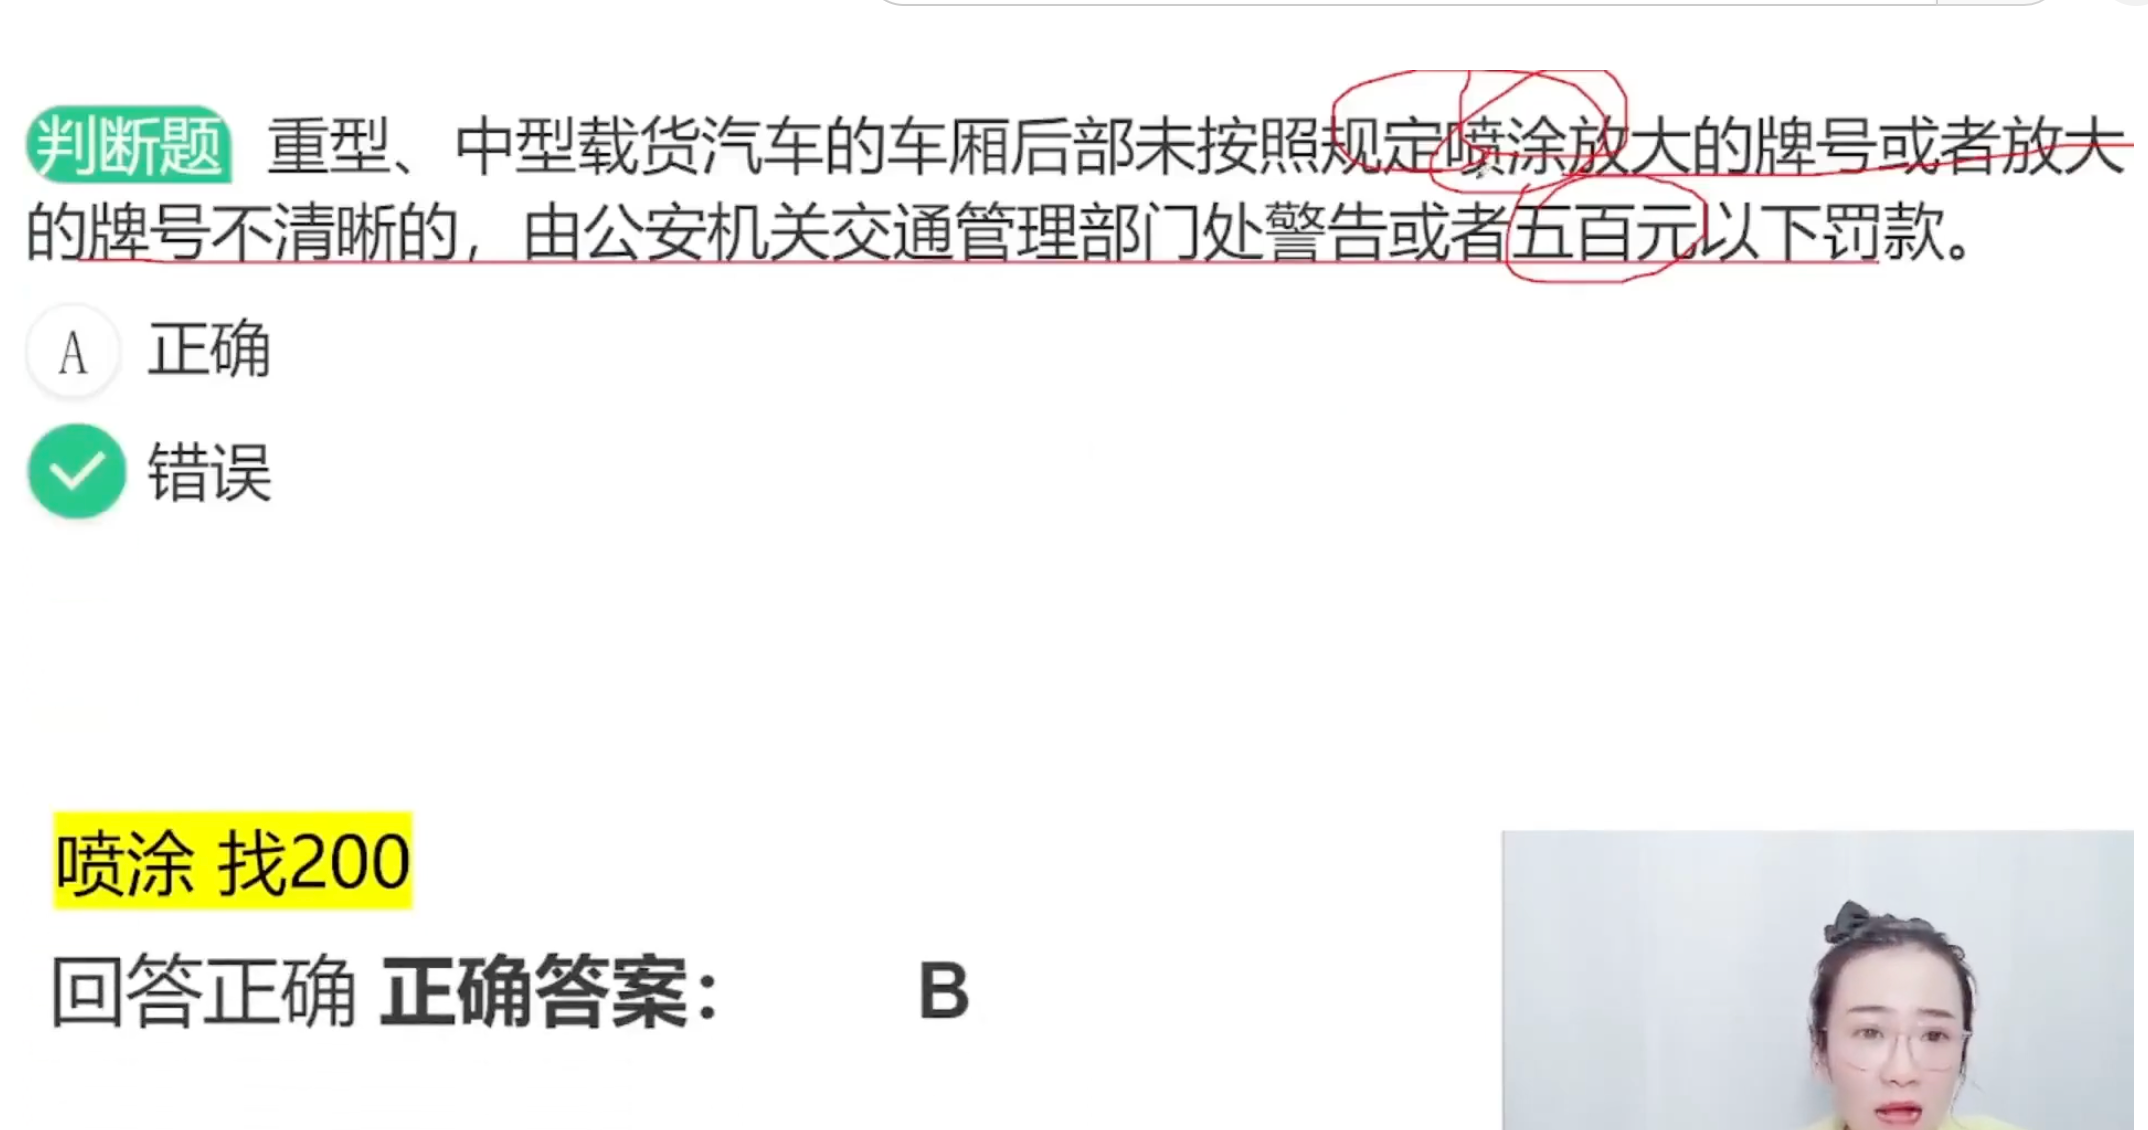 判断题 重型、中型载货汽车的车厢后部未按照规定喷涂放大的牌号或者放大
的牌号不清晰的，由公安机关交通管理部门处警告或者五百元以下罚款。
A 正确
错误
喷涂 找200
回答正确 正确答案： B